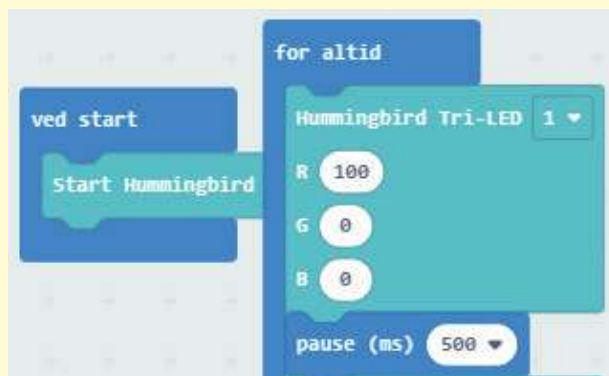 ved start
Start Hummingbird
for altid
Hummingbird Tri-LED 1
R 100
G 0
B 0
pause (ms) 500